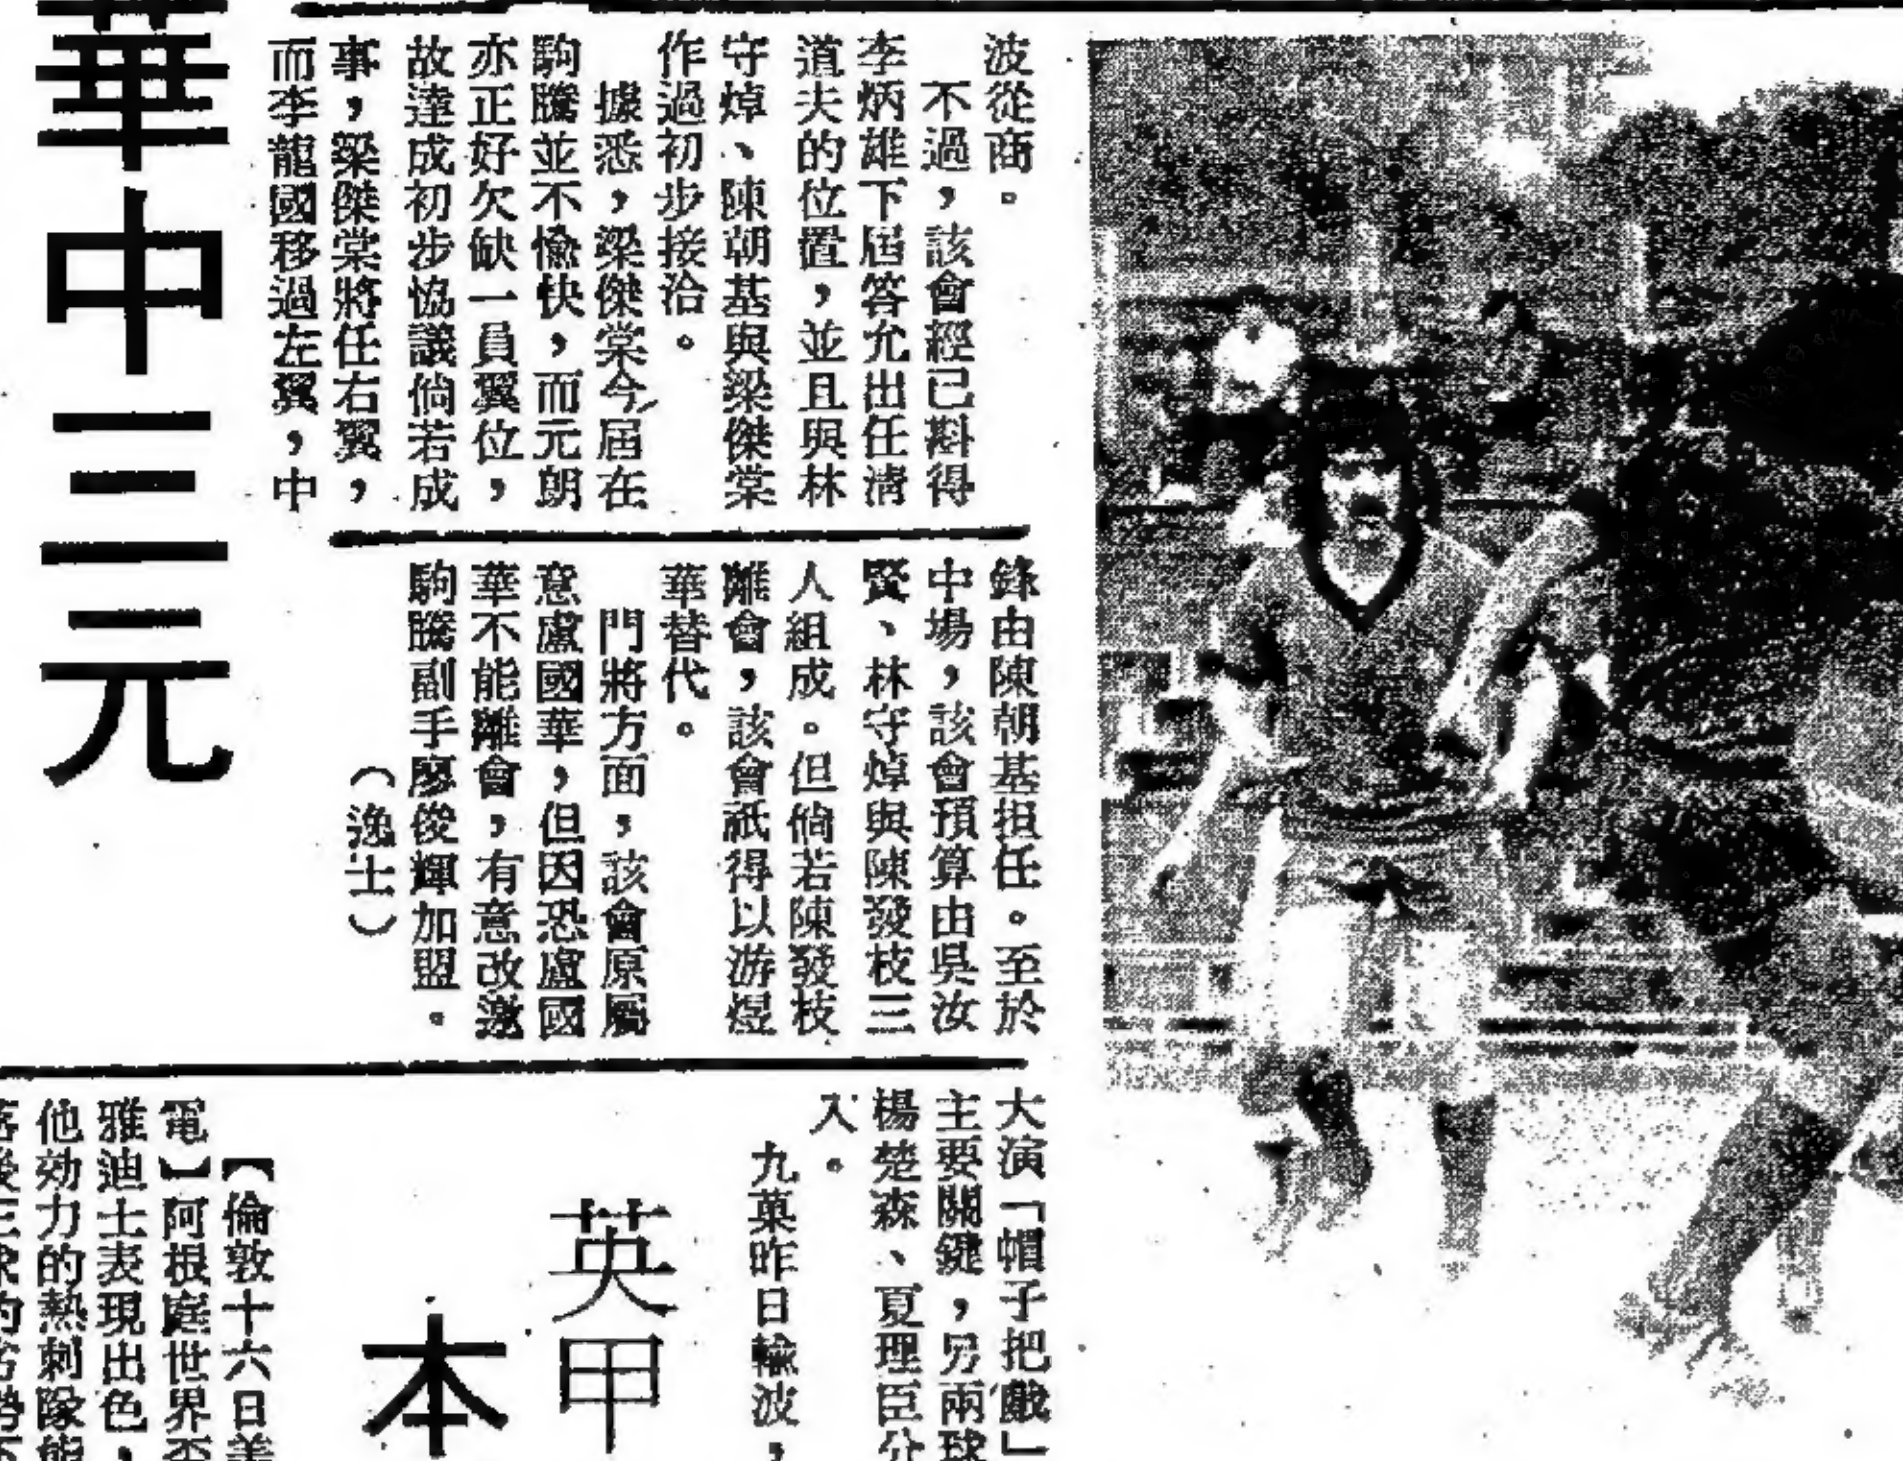 波從商。
不過，該會經已斟得
李炳雄下屆答允出任清
道夫的位置，並且與林
守焯、陳朝基與梁傑棠
作過初步接洽。
據悉，梁傑棠今屆在
駒騰並不愉快，而元朗
亦正好欠缺一員翼位，
故達成初步協議倘若成
事，梁傑棠將任右翼，
而李龍國移過左翼，中
華中三元
鋒由陳朝基担任。至於
中場，該會預算由吳汝
賢、林守焯與陳發枝三
人組成。但倘若陳發枝
離會，該會祇得以游煜
華替代。
門將方面，該會原屬
意盧國華，但因恐盧國
華不能離會，有意改邀
駒騰副手廖俊輝加盟。
（逸士）
大演「帽子把戲」
主要關鍵，另兩球
楊楚森、夏理臣分
入。
九菓昨日輸波，
英甲
本
【倫敦十六日美
電】阿根庭世界盃
雅迪士表現出色，
他効力的熱刺隊能
落後三球的劣勢